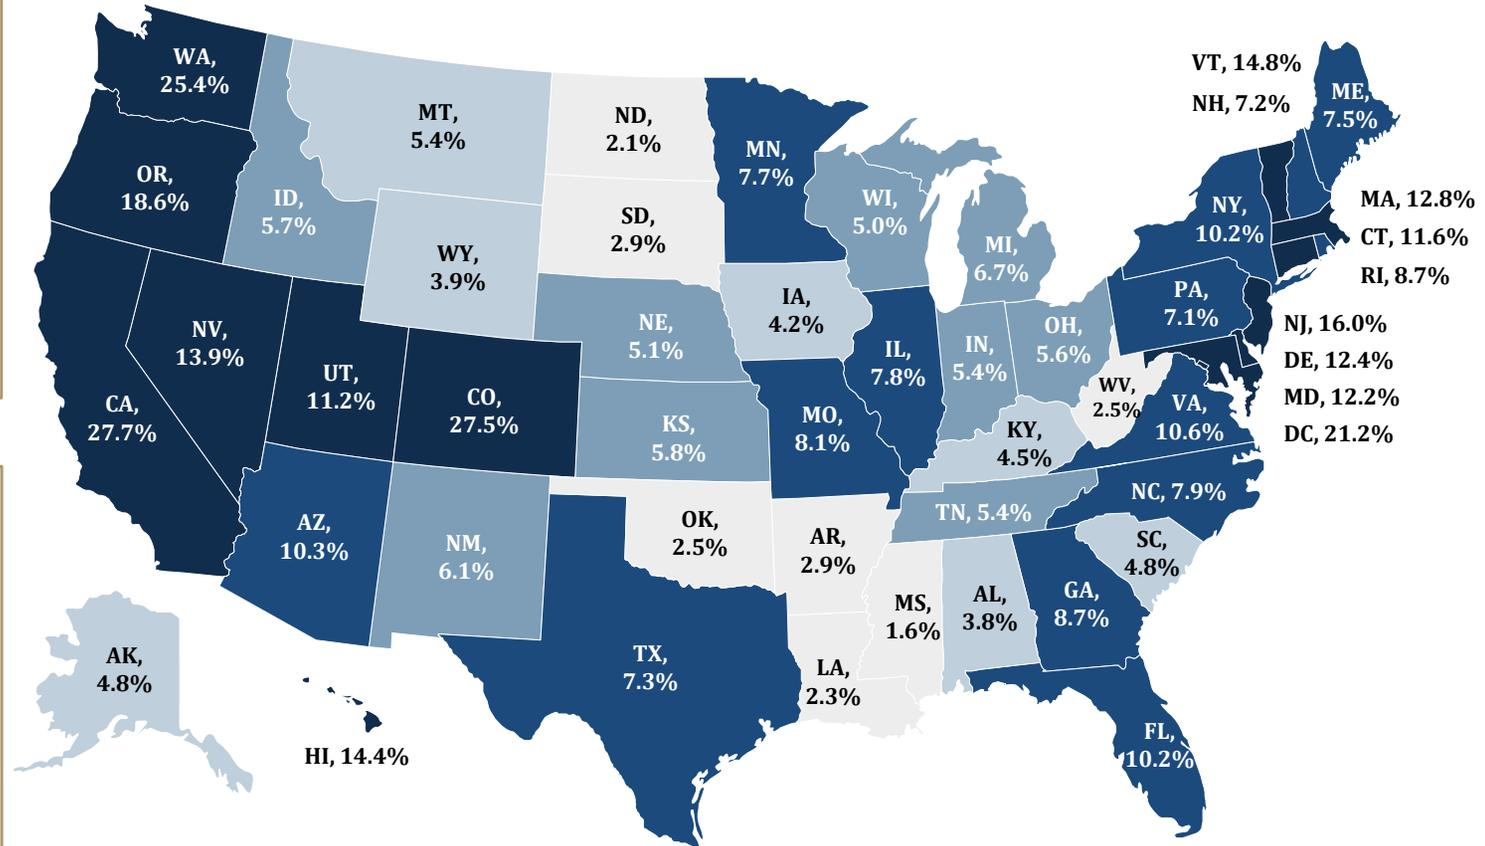 WA,
25.4%
OR,
18.6%
CA,
27.7%
ID,
5.7%
NV,
13.9%
MT,
5.4%
WY,
3.9%
UT,
11.2%
CO,
27.5%
AZ,
10.3%
NM,
6.1%
ND,
2.1%
SD,
2.9%
NE,
5.1%
KS,
5.8%
OK,
2.5%
TX,
7.3%
MN,
7.7%
IA,
4.2%
MO,
8.1%
AR,
2.9%
LA,
2.3%
WI,
5.0%
IL,
7.8%
MI,
6.7%
IN,
5.4%
OH,
5.6%
KY,
4.5%
TN, 5.4%
MS,
1.6%
AL,
3.8%
GA,
8.7%
FL,
10.2%
SC,
4.8%
NC, 7.9%
WV,
2.5%
VA,
10.6%
PA,
7.1%
NY,
10.2%
VT, 14.8%
NH, 7.2%
ME,
7.5%
MA, 12.8%
CT, 11.6%
RI, 8.7%
NJ, 16.0%
DE, 12.4%
MD, 12.2%
DC, 21.2%
AK,
4.8%
HI, 14.4%